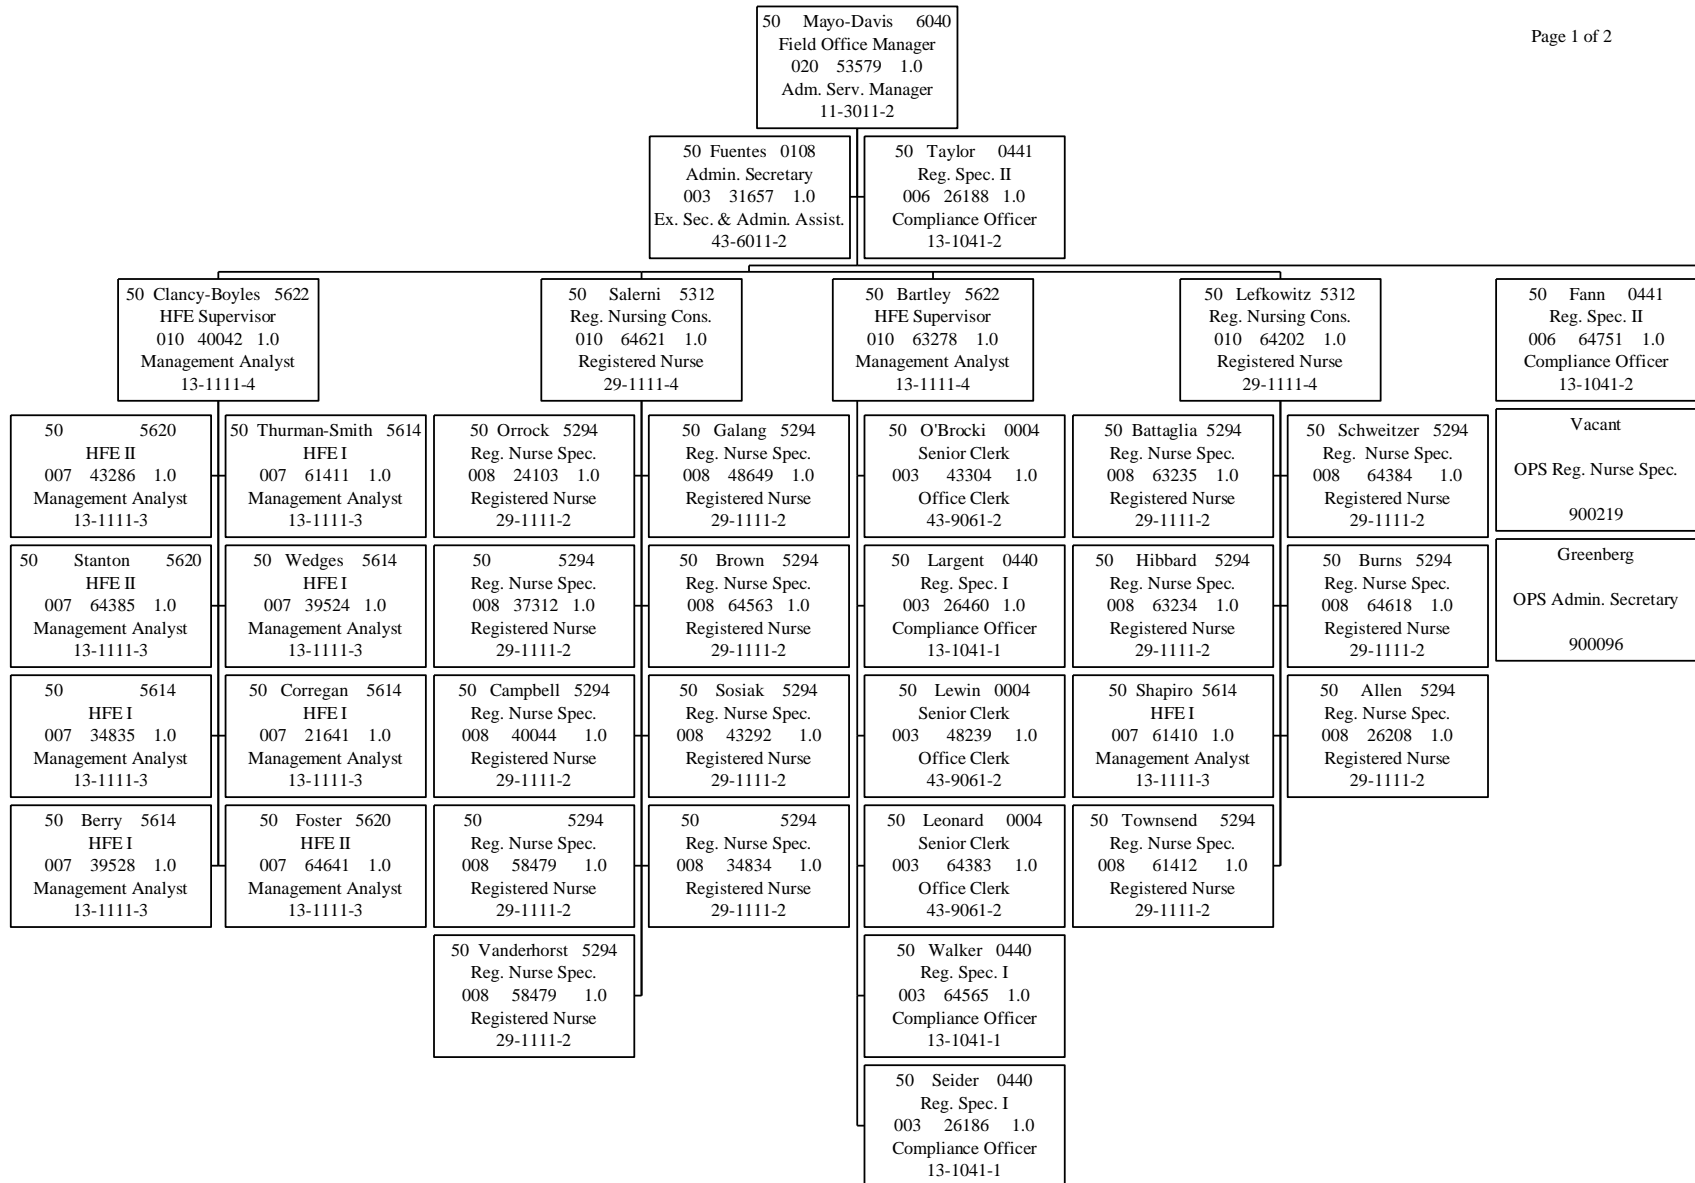 Page 1 of 2
50 Mayo-Davis 6040
Field Office Manager
020 53579 1.0
Adm. Serv. Manager
11-3011-2
50 Fuentes 0108
Admin. Secretary
003 31657 1.0
Ex. Sec. & Admin. Assist.
43-6011-2
50 Taylor 0441
Reg. Spec. II
006 26188 1.0
Compliance Officer
13-1041-2
50 Clancy-Boyles 5622
HFE Supervisor
010 40042 1.0
Management Analyst
13-1111-4
50 Salerni 5312
Reg. Nursing Cons.
010 64621 1.0
Registered Nurse
29-1111-4
50 Bartley 5622
HFE Supervisor
010 63278 1.0
Management Analyst
13-1111-4
50 Lefkowitz 5312
Reg. Nursing Cons.
010 64202 1.0
Registered Nurse
29-1111-4
50 Fann 0441
Reg. Spec. II
006 64751 1.0
Compliance Officer
13-1041-2
50 5620
HFE II
007 43286 1.0
Management Analyst
13-1111-3
50 Thurman-Smith 5614
HFE I
007 61411 1.0
Management Analyst
13-1111-3
50 Orrock 5294
Reg. Nurse Spec.
008 24103 1.0
Registered Nurse
29-1111-2
50 Galang 5294
Reg. Nurse Spec.
008 48649 1.0
Registered Nurse
29-1111-2
50 O'Brocki 0004
Senior Clerk
003 43304 1.0
Office Clerk
43-9061-2
50 Battaglia 5294
Reg. Nurse Spec.
008 63235 1.0
Registered Nurse
29-1111-2
50 Schweitzer 5294
Reg. Nurse Spec.
008 64384 1.0
Registered Nurse
29-1111-2
Vacant
OPS Reg. Nurse Spec.
900219
50 Stanton 5620
HFE II
007 64385 1.0
Management Analyst
13-1111-3
50 Wedges 5614
HFE I
007 39524 1.0
Management Analyst
13-1111-3
50 5294
Reg. Nurse Spec.
008 37312 1.0
Registered Nurse
29-1111-2
50 Brown 5294
Reg. Nurse Spec.
008 64563 1.0
Registered Nurse
29-1111-2
50 Largent 0440
Reg. Spec. I
003 26460 1.0
Compliance Officer
13-1041-1
50 Hibbard 5294
Reg. Nurse Spec.
008 63234 1.0
Registered Nurse
29-1111-2
50 Burns 5294
Reg. Nurse Spec.
008 64618 1.0
Registered Nurse
29-1111-2
Greenberg
OPS Admin. Secretary
900096
50 5614
HFE I
007 34835 1.0
Management Analyst
13-1111-3
50 Corregan 5614
HFE I
007 21641 1.0
Management Analyst
13-1111-3
50 Campbell 5294
Reg. Nurse Spec.
008 40044 1.0
Registered Nurse
29-1111-2
50 Sosiak 5294
Reg. Nurse Spec.
008 43292 1.0
Registered Nurse
29-1111-2
50 Lewin 0004
Senior Clerk
003 48239 1.0
Office Clerk
43-9061-2
50 Shapiro 5614
HFE I
007 61410 1.0
Management Analyst
13-1111-3
50 Allen 5294
Reg. Nurse Spec.
008 26208 1.0
Registered Nurse
29-1111-2
50 Berry 5614
HFE I
007 39528 1.0
Management Analyst
13-1111-3
50 Foster 5620
HFE II
007 64641 1.0
Management Analyst
13-1111-3
50 5294
Reg. Nurse Spec.
008 58479 1.0
Registered Nurse
29-1111-2
50 5294
Reg. Nurse Spec.
008 34834 1.0
Registered Nurse
29-1111-2
50 Leonard 0004
Senior Clerk
003 64383 1.0
Office Clerk
43-9061-2
50 Townsend 5294
Reg. Nurse Spec.
008 61412 1.0
Registered Nurse
29-1111-2
50 Vanderhorst 5294
Reg. Nurse Spec.
008 58479 1.0
Registered Nurse
29-1111-2
50 Walker 0440
Reg. Spec. I
003 64565 1.0
Compliance Officer
13-1041-1
50 Seider 0440
Reg. Spec. I
003 26186 1.0
Compliance Officer
13-1041-1